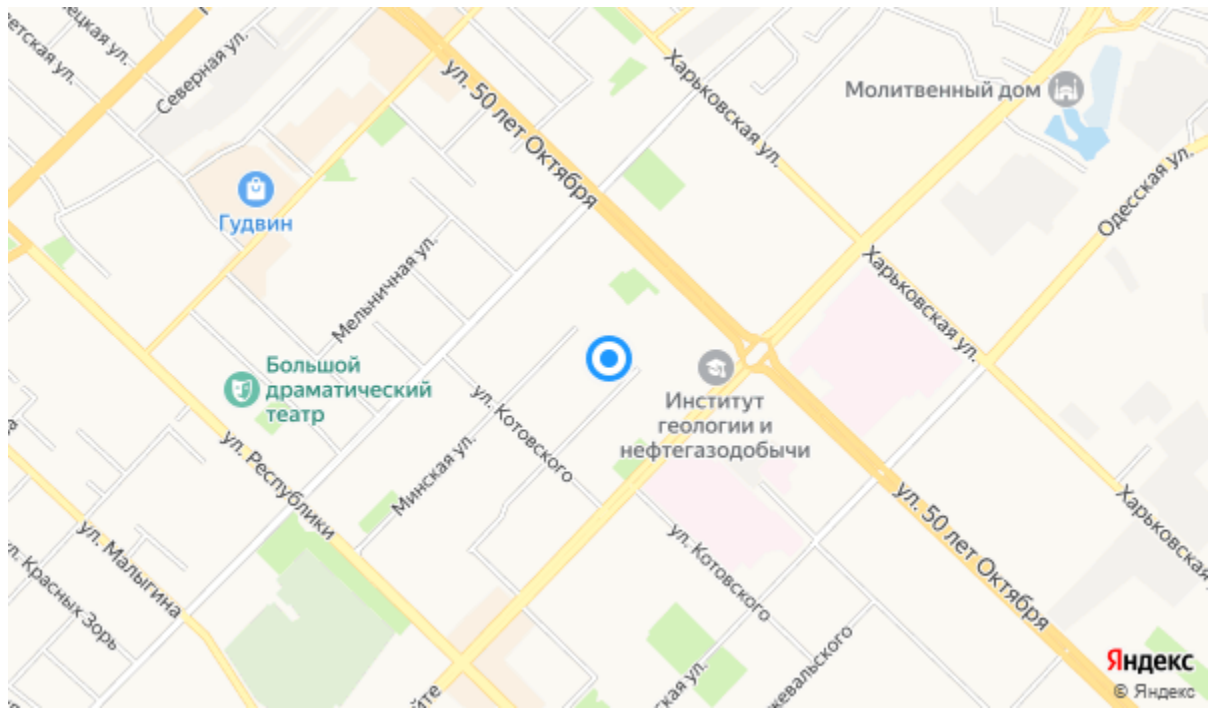 Северная ул.
ул. 50 лет Октября
Харьковская ул.
Молитвенный дом
Одесская ул.
Гудвин
Мельничная ул.
Харьковская ул.
Большой
драматический
театр
Институт
геологии и
нефтегазодобычи
ул. Котовского
Минская ул.
ул. Республики
ул. Малыгина
Красных Зорь
ул. Котовского
ул. 50 лет Октября
Харьковская
Яндекс
© Яндекс